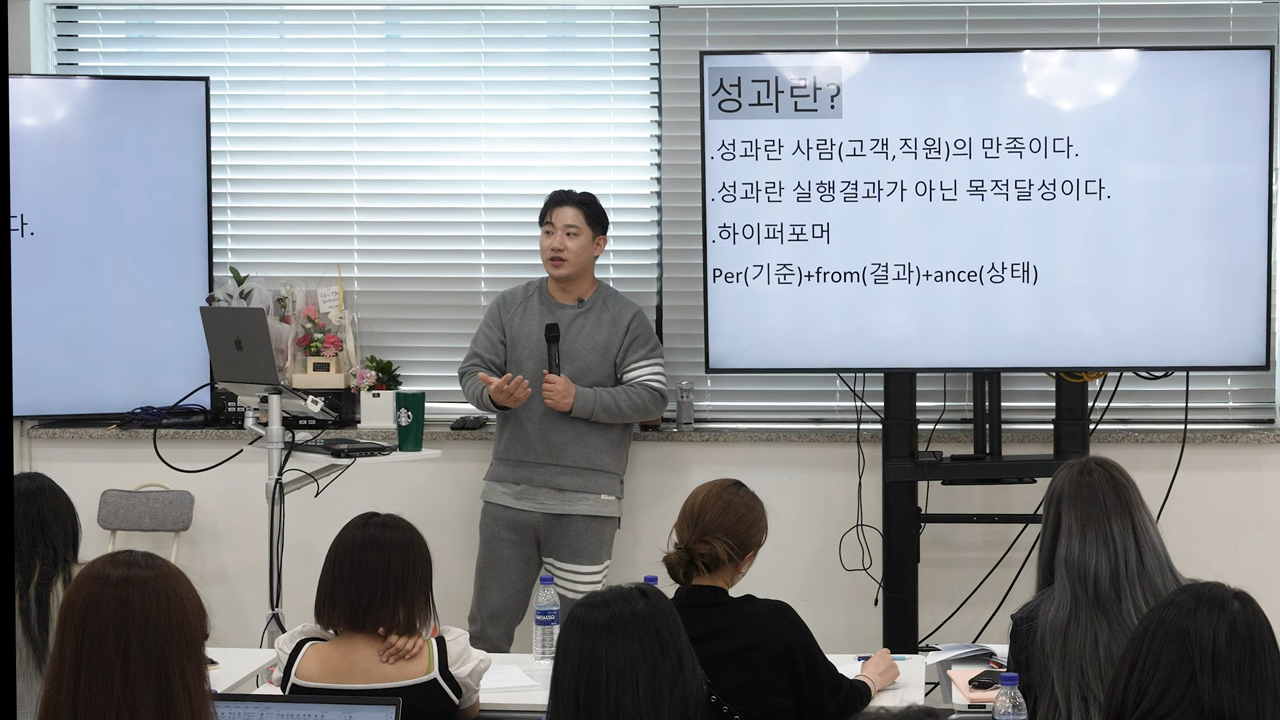 다.
성과란?
.성과란 사람(고객,직원)의 만족이다.
.성과란 실행결과가 아닌 목적달성이다.
.하이퍼포머
Per(기준)+from(결과)+ance(상태)